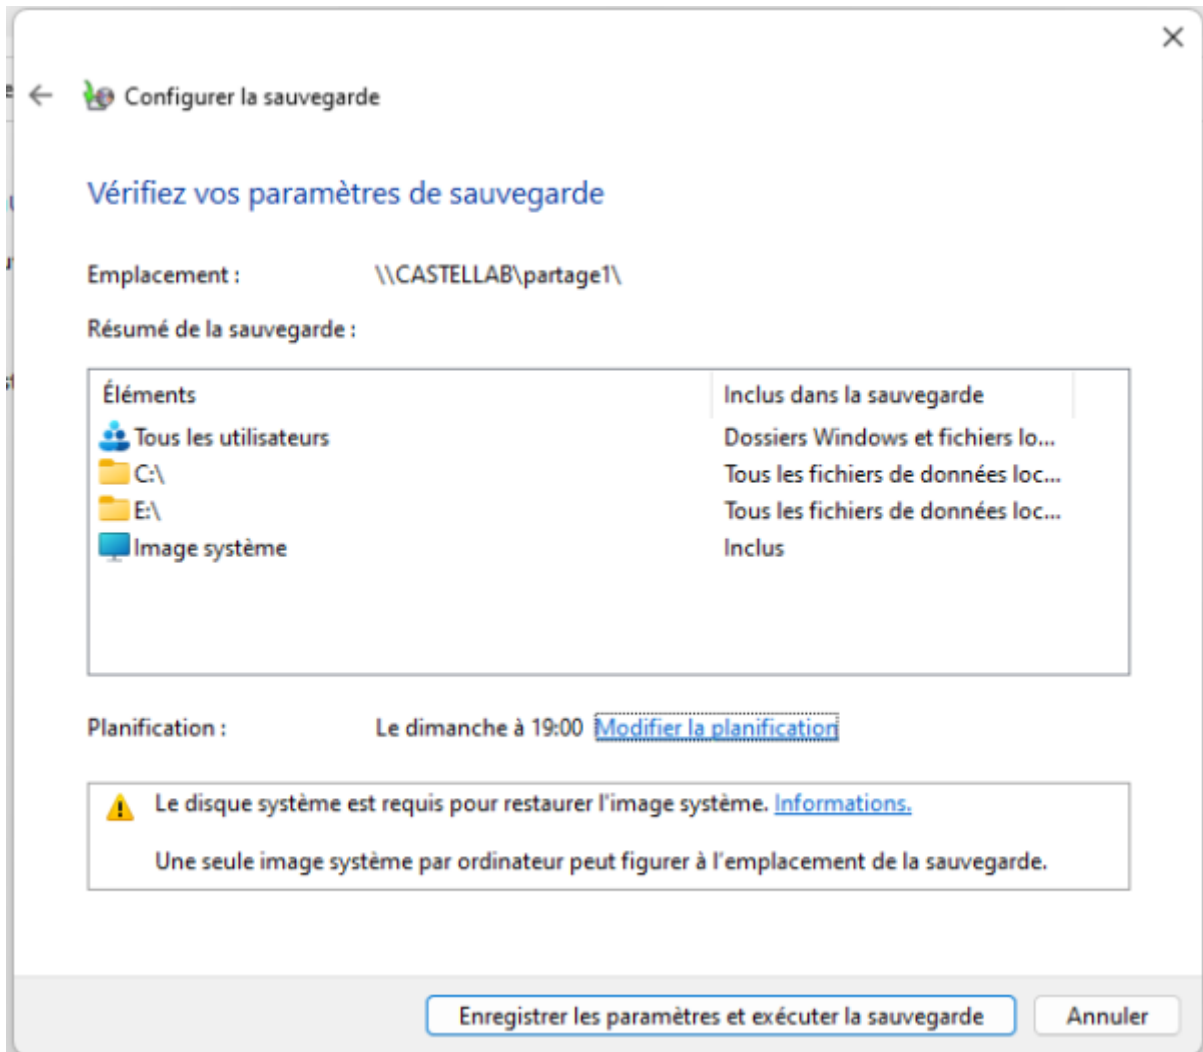 Configurer la sauvegarde
Vérifiez vos paramètres de sauvegarde
Emplacement : \\CASTELLAB\partage1\
Résumé de la sauvegarde :
Éléments Inclus dans la sauvegarde
Tous les utilisateurs Dossiers Windows et fichiers lo...
C:\ Tous les fichiers de données loc...
E:\ Tous les fichiers de données loc...
Image système Inclus
Planification : Le dimanche à 19:00 Modifier la planification
Le disque système est requis pour restaurer l'image système. Informations.
Une seule image système par ordinateur peut figurer à l'emplacement de la sauvegarde.
Enregistrer les paramètres et exécuter la sauvegarde Annuler